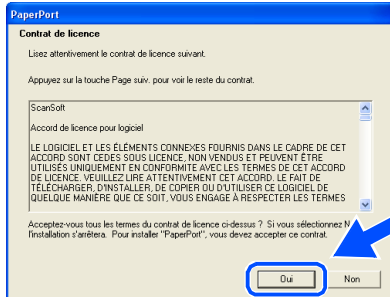 PaperPort
Contrat de licence
Lisez attentivement le contrat de licence suivant.
Appuyez sur la touche Page suiv. pour voir le reste du contrat.
ScanSoft
Accord de licence pour logiciel
LE LOGICIEL ET LES ÉLÉMENTS CONNEXES FOURNIS DANS LE CADRE DE CET
ACCORD SONT CEDES SOUS LICENCE, NON VENDUS ET PEUVENT ÊTRE
UTILISÉS UNIQUEMENT EN CONFORMITE AVEC LES TERMES DE CET ACCORD
DE LICENCE. VEUILLEZ LIRE ATTENTIVEMENT CET ACCORD. LE FAIT DE
TÉLÉCHARGER, D'INSTALLER, DE COPIER OU D'UTILISER CE LOGICIEL DE
QUELQUE MANIÈRE QUE CE SOIT, VOUS ENGAGE À RESPECTER LES TERMES
Acceptez-vous tous les termes du contrat de licence ci-dessus ? Si vous sélectionnez N
l'installation s'arrêtera. Pour installer "PaperPort", vous devez accepter ce contrat.
Oui
Non